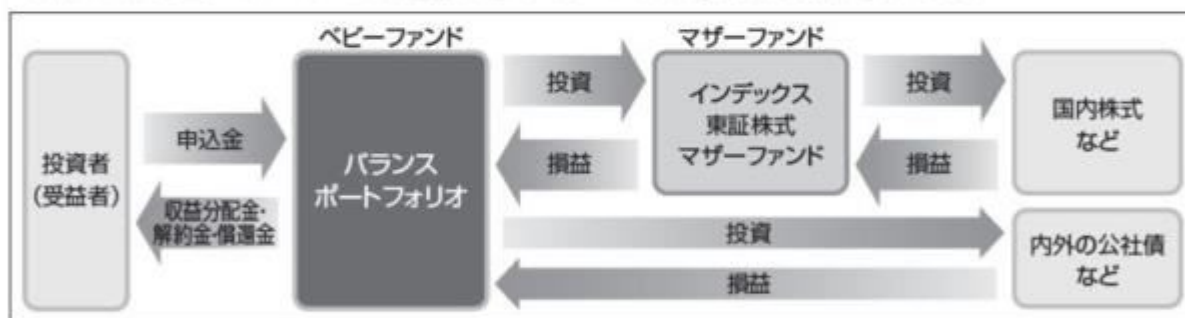 ベビーファンド
マザーファンド
投資者
(受益者)
申込金
収益分配金・
解約金・償還金
バランス
ポートフォリオ
投資
損益
インデックス
東証株式
マザーファンド
投資
損益
国内株式
など
投資
損益
内外の公社債
など